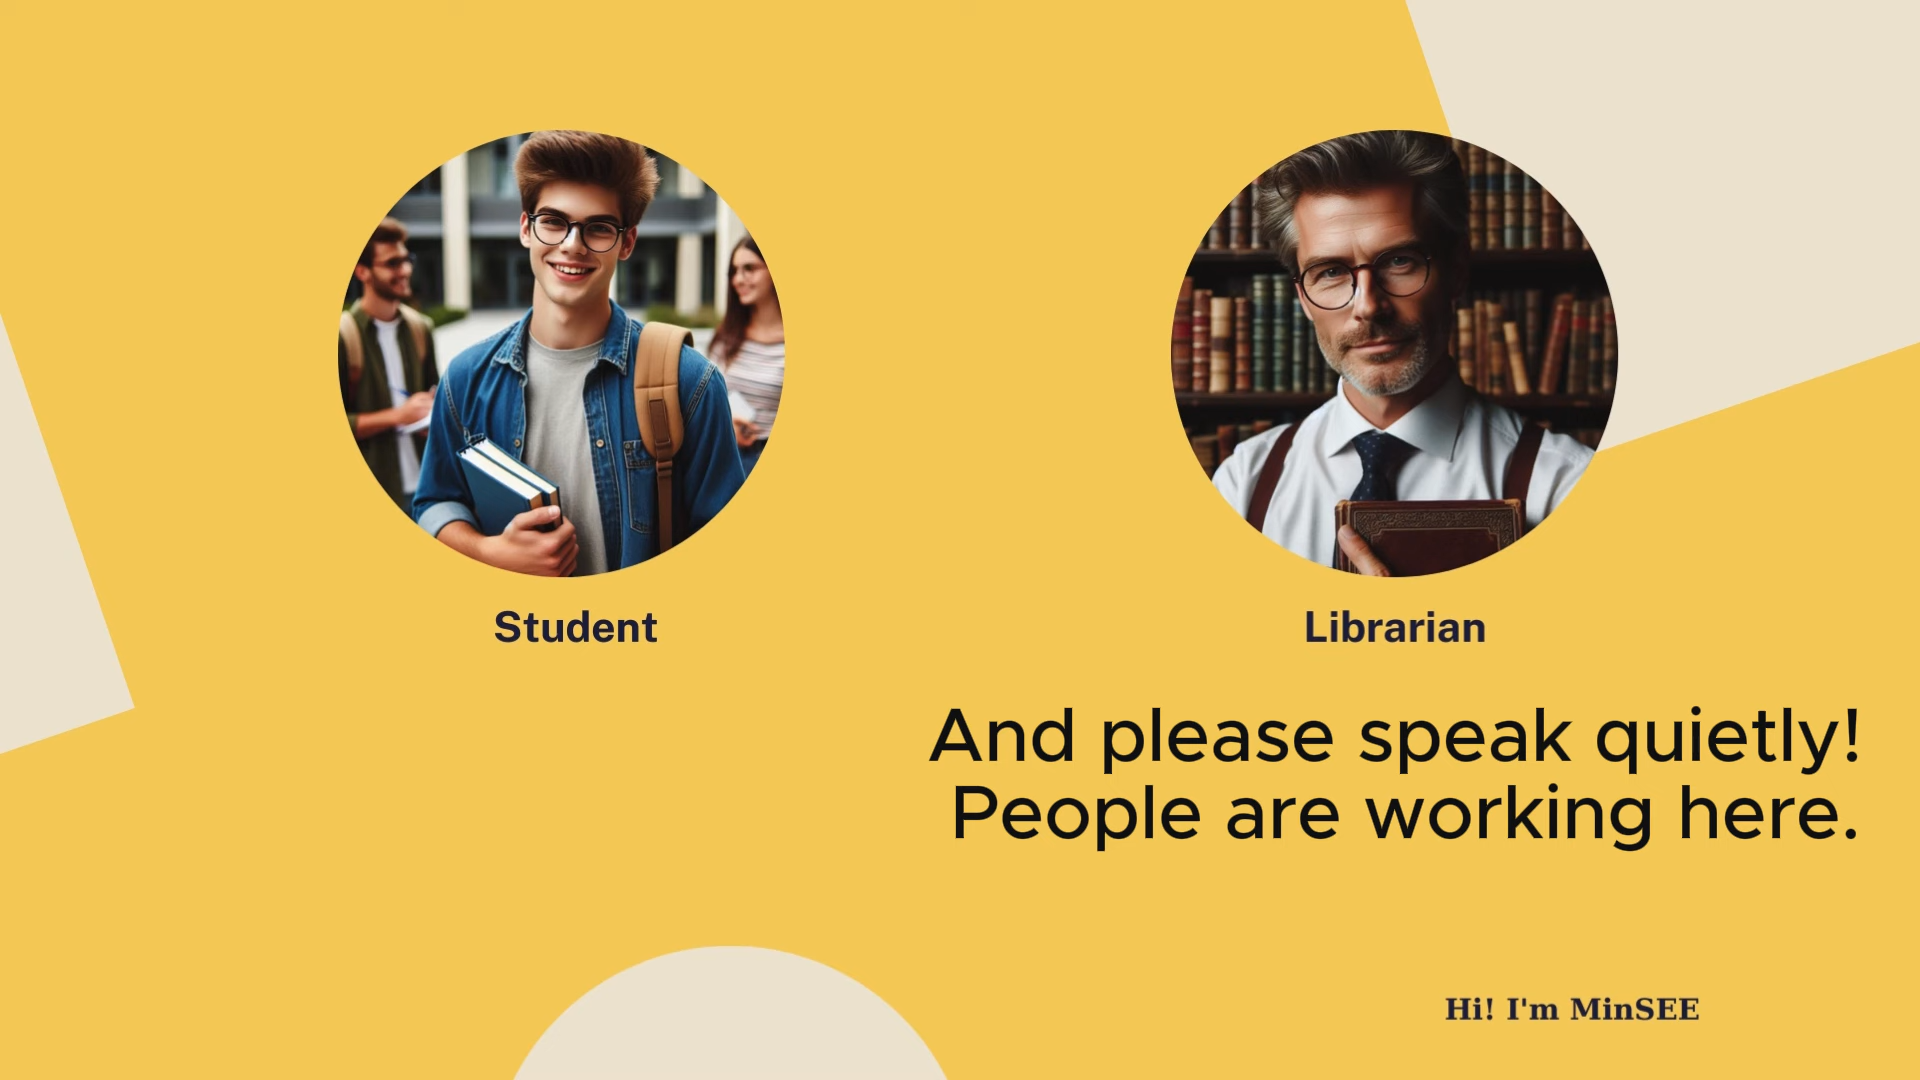 Student
Librarian
And please speak quietly!
People are working here.
Hi! I'm MinSEE